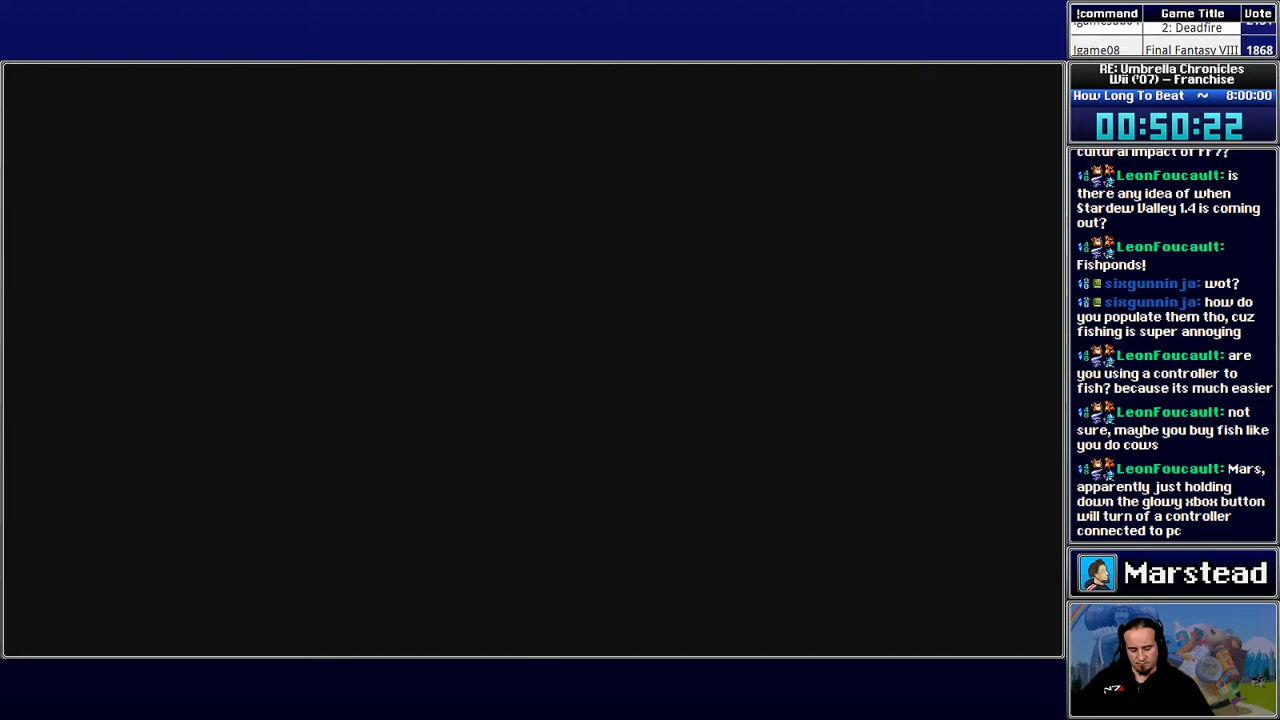 !command Game Title Vote
2: Deadfire
!game08 Final Fantasy VIII 1868
RE: Umbrella Chronicles
Wii ('07) – Franchise
How Long To Beat ~ 8:00:00
00:50:22
cultural impact of FF7?
LeonFoucault: is
there any idea of when
Stardew Valley 1.4 is coming
out?
LeonFoucault:
Fishponds!
sixgunninja: wot?
sixgunninja: how do
you populate them tho, cuz
fishing is super annoying
LeonFoucault: are
you using a controller to
fish? because its much easier
LeonFoucault: not
sure, maybe you buy fish like
you do cows
LeonFoucault: Mars,
apparently just holding
down the glowy xbox button
will turn of a controller
connected to pc
Marstead
N7